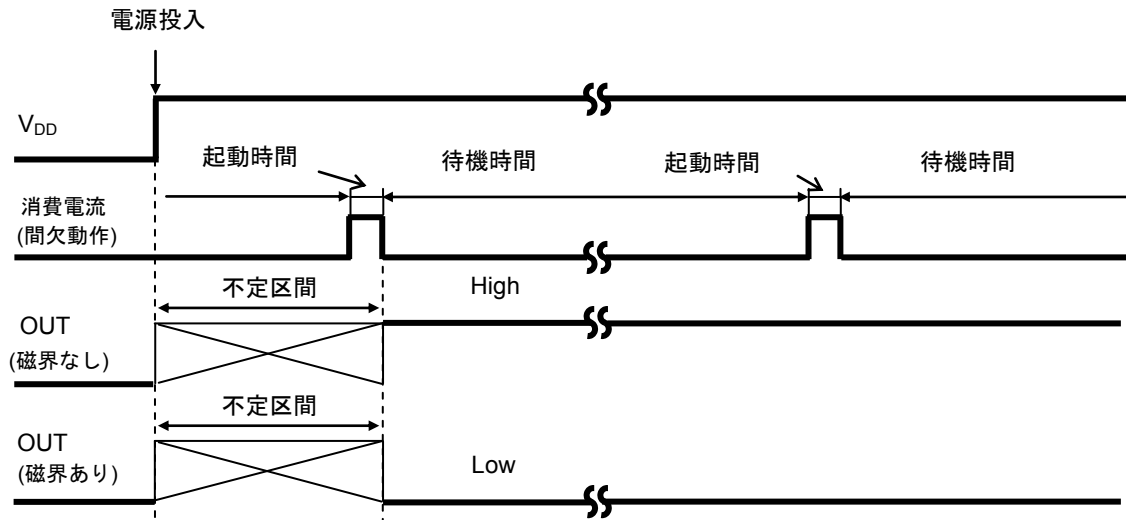 電源投入
VDD
起動時間 待機時間 起動時間 待機時間
消費電流
(間欠動作)
不定区間 High
OUT
(磁界なし)
不定区間
OUT
(磁界あり) Low